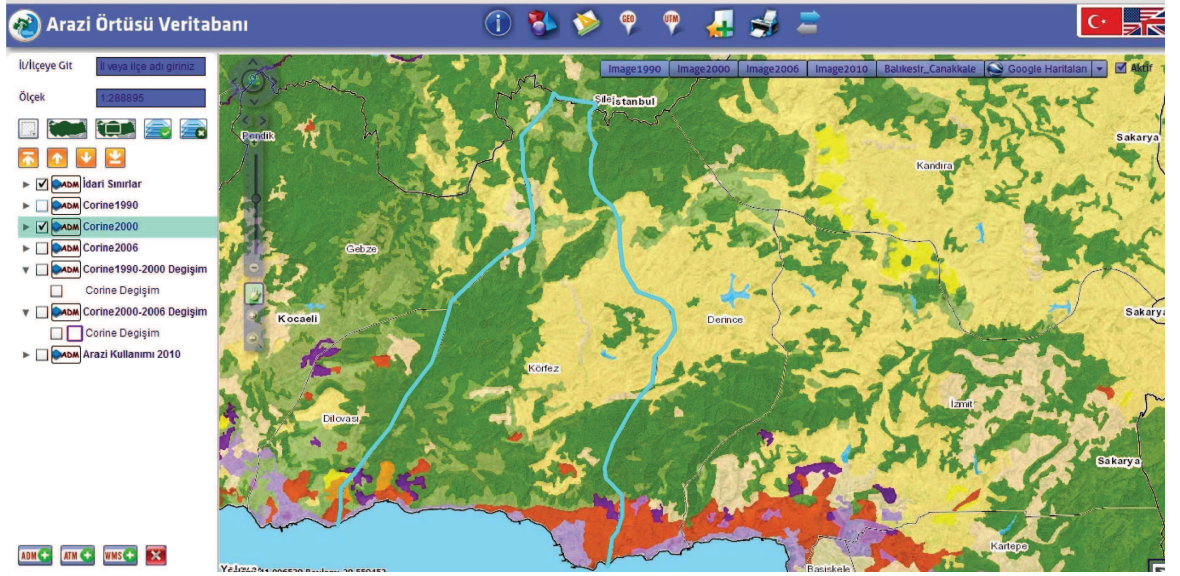 Arazi Örtüsü Veritabanı
GEO
UTM
İl/İlçeye Git
İl veya ilçe adı giriniz
Ölçek
1:288895
İdari Sınırlar
Corine1990
Corine2000
Corine2006
Corine1990-2000 Degişim
Corine Degişim
Corine2000-2006 Degişim
Corine Degişim
Arazi Kullanımı 2010
ADM
ATM
WMS
Image1990
Image2000
Image2006
Image2010
Balıkesir_Canakkale
Google Haritaları
Aktif
Şile
İstanbul
Pendik
Sakarya
Kandıra
Gebze
Kocaeli
Derince
Sakarya
Körfez
İzmit
Dilovası
Sakarya
Kartepe
Başiskele